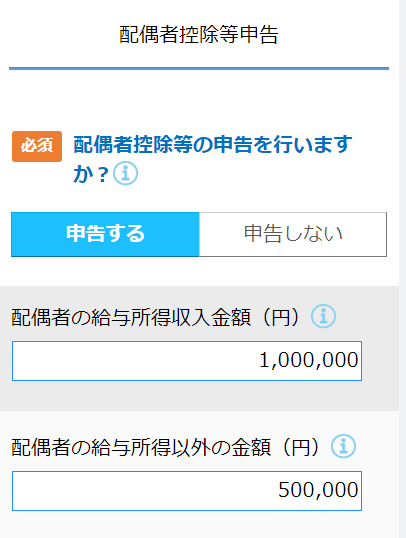 配偶者控除等申告
必須 配偶者控除等の申告を行います
か？
申告する 申告しない
配偶者の給与所得収入金額（円）
1,000,000
配偶者の給与所得以外の金額（円）
500,000